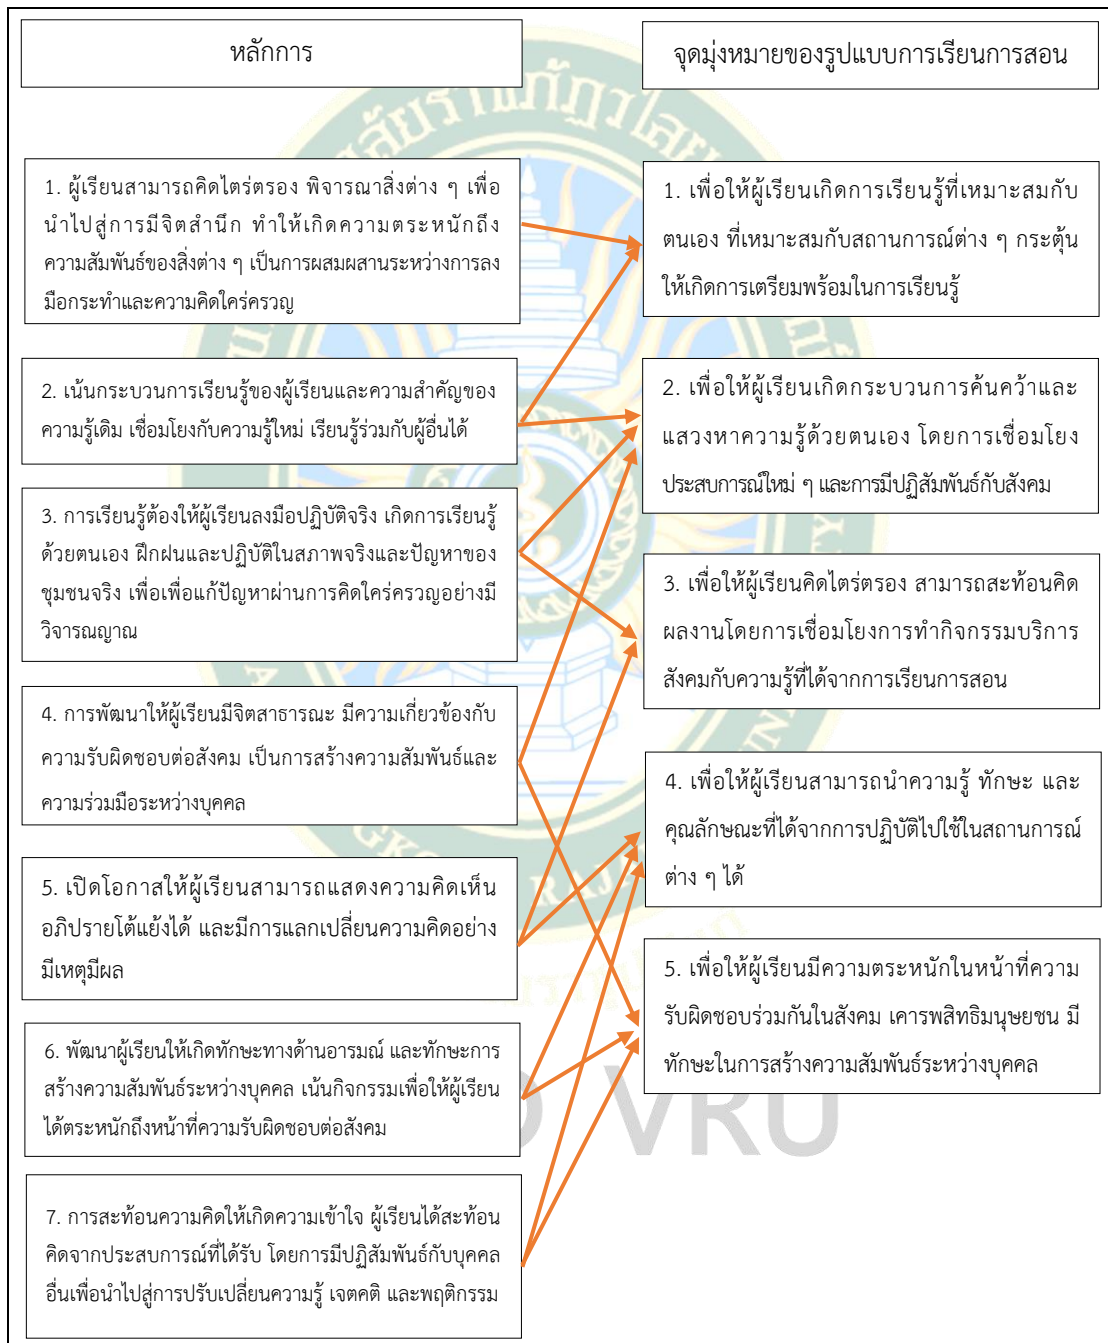 หลักการ
จุดมุ่งหมายของรูปแบบการเรียนการสอน
1. ผู้เรียนสามารถคิดไตร่ตรอง พิจารณาสิ่งต่าง ๆ เพื่อ
นำไปสู่การมีจิตสำนึก ทำให้เกิดความตระหนักถึง
ความสัมพันธ์ของสิ่งต่าง ๆ เป็นการผสมผสานระหว่างการลง
มือกระทำและความคิดใคร่ครวญ
2. เน้นกระบวนการเรียนรู้ของผู้เรียนและความสำคัญของ
ความรู้เดิม เชื่อมโยงกับความรู้ใหม่ เรียนรู้ร่วมกับผู้อื่นได้
3. การเรียนรู้ต้องให้ผู้เรียนลงมือปฏิบัติจริง เกิดการเรียนรู้
ด้วยตนเอง ฝึกฝนและปฏิบัติในสภาพจริงและปัญหาของ
ชุมชนจริง เพื่อเพื่อแก้ปัญหาผ่านการคิดใคร่ครวญอย่างมี
วิจารณญาณ
4. การพัฒนาให้ผู้เรียนมีจิตสาธารณะ มีความเกี่ยวข้องกับ
ความรับผิดชอบต่อสังคม เป็นการสร้างความสัมพันธ์และ
ความร่วมมือระหว่างบุคคล
5. เปิดโอกาสให้ผู้เรียนสามารถแสดงความคิดเห็น
อภิปรายโต้แย้งได้ และมีการแลกเปลี่ยนความคิดอย่าง
มีเหตุมีผล
6. พัฒนาผู้เรียนให้เกิดทักษะทางด้านอารมณ์ และทักษะการ
สร้างความสัมพันธ์ระหว่างบุคคล เน้นกิจกรรมเพื่อให้ผู้เรียน
ได้ตระหนักถึงหน้าที่ความรับผิดชอบต่อสังคม
7. การสะท้อนความคิดให้เกิดความเข้าใจ ผู้เรียนได้สะท้อน
คิดจากประสบการณ์ที่ได้รับ โดยการมีปฏิสัมพันธ์กับบุคคล
อื่นเพื่อนำไปสู่การปรับเปลี่ยนความรู้ เจตคติ และพฤติกรรม
1. เพื่อให้ผู้เรียนเกิดการเรียนรู้ที่เหมาะสมกับ
ตนเอง ที่เหมาะสมกับสถานการณ์ต่าง ๆ กระตุ้น
ให้เกิดการเตรียมพร้อมในการเรียนรู้
2. เพื่อให้ผู้เรียนเกิดกระบวนการค้นคว้าและ
แสวงหาความรู้ด้วยตนเอง โดยการเชื่อมโยง
ประสบการณ์ใหม่ ๆ และการมีปฏิสัมพันธ์กับสังคม
3. เพื่อให้ผู้เรียนคิดไตร่ตรอง สามารถสะท้อนคิด
ผลงานโดยการเชื่อมโยงการทำกิจกรรมบริการ
สังคมกับความรู้ที่ได้จากการเรียนการสอน
4. เพื่อให้ผู้เรียนสามารถนำความรู้ ทักษะ และ
คุณลักษณะที่ได้จากการปฏิบัติไปใช้ในสถานการณ์
ต่าง ๆ ได้
5. เพื่อให้ผู้เรียนมีความตระหนักในหน้าที่ความ
รับผิดชอบร่วมกันในสังคม เคารพสิทธิมนุษยชน มี
ทักษะในการสร้างความสัมพันธ์ระหว่างบุคคล
VRU